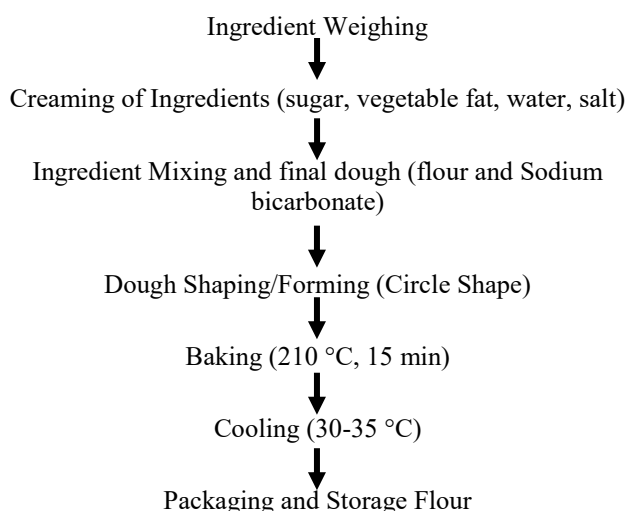 Ingredient Weighing
Creaming of Ingredients (sugar, vegetable fat, water, salt)
Ingredient Mixing and final dough (flour and Sodium
bicarbonate)
Dough Shaping/Forming (Circle Shape)
Baking (210 °C, 15 min)
Cooling (30-35 °C)
Packaging and Storage Flour